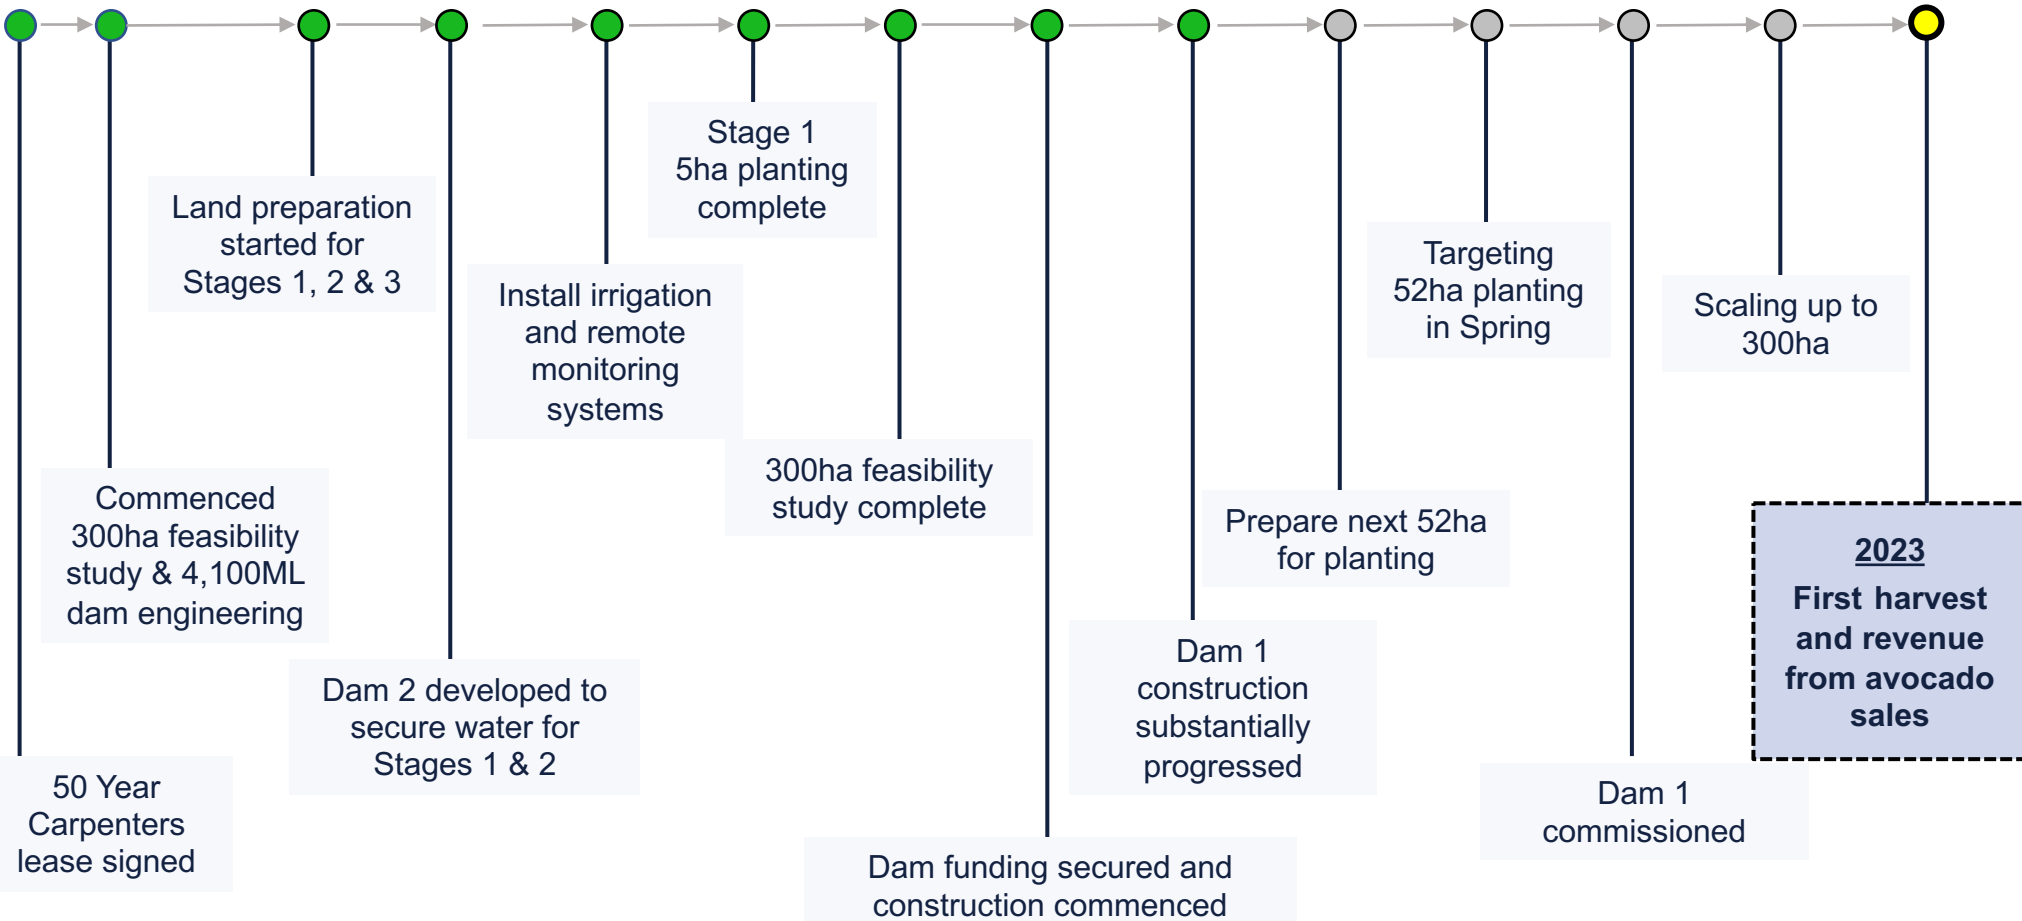 50 Year
Carpenters
lease signed
Commenced
300ha feasibility
study & 4,100ML
dam engineering
Land preparation
started for
Stages 1, 2 & 3
Dam 2 developed to
secure water for
Stages 1 & 2
Install irrigation
and remote
monitoring
systems
Stage 1
5ha planting
complete
300ha feasibility
study complete
Dam funding secured and
construction commenced
Dam 1
construction
substantially
progressed
Prepare next 52ha
for planting
Targeting
52ha planting
in Spring
Dam 1
commissioned
Scaling up to
300ha
2023
First harvest
and revenue
from avocado
sales